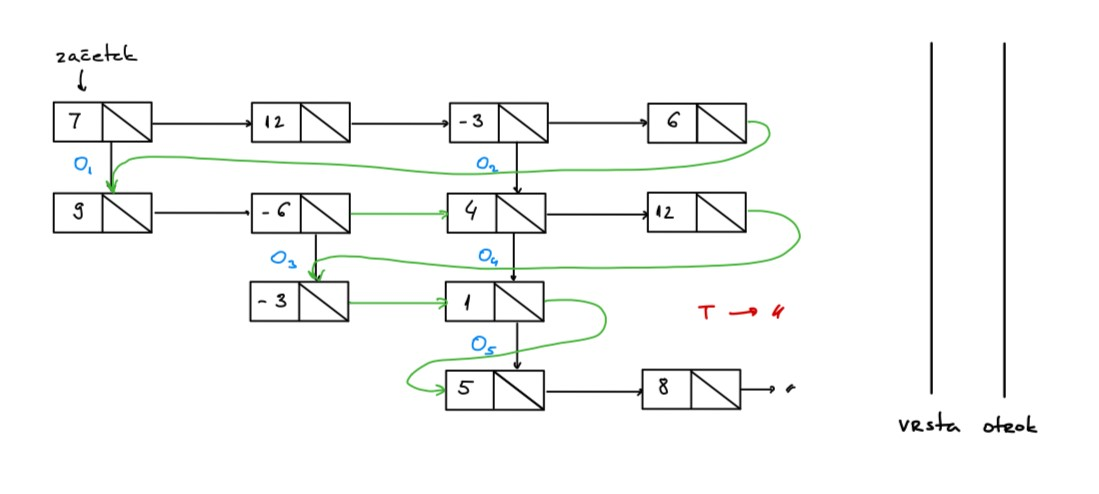 začetek
7 12 -3 6
O₁ O₂
9 -6 4 12
O₃ O₄
-3 1
T →
O₅
5 8
vrsta otrok